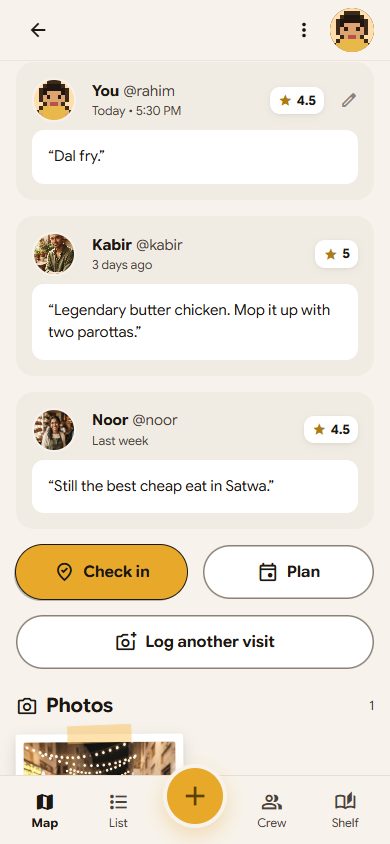 You @rahim
Today • 5:30 PM
4.5
“Dal fry.”
Kabir @kabir
3 days ago
5
“Legendary butter chicken. Mop it up with
two parottas.”
Noor @noor
Last week
4.5
“Still the best cheap eat in Satwa.”
Check in
Plan
Log another visit
Photos
1
Map
List
Crew
Shelf